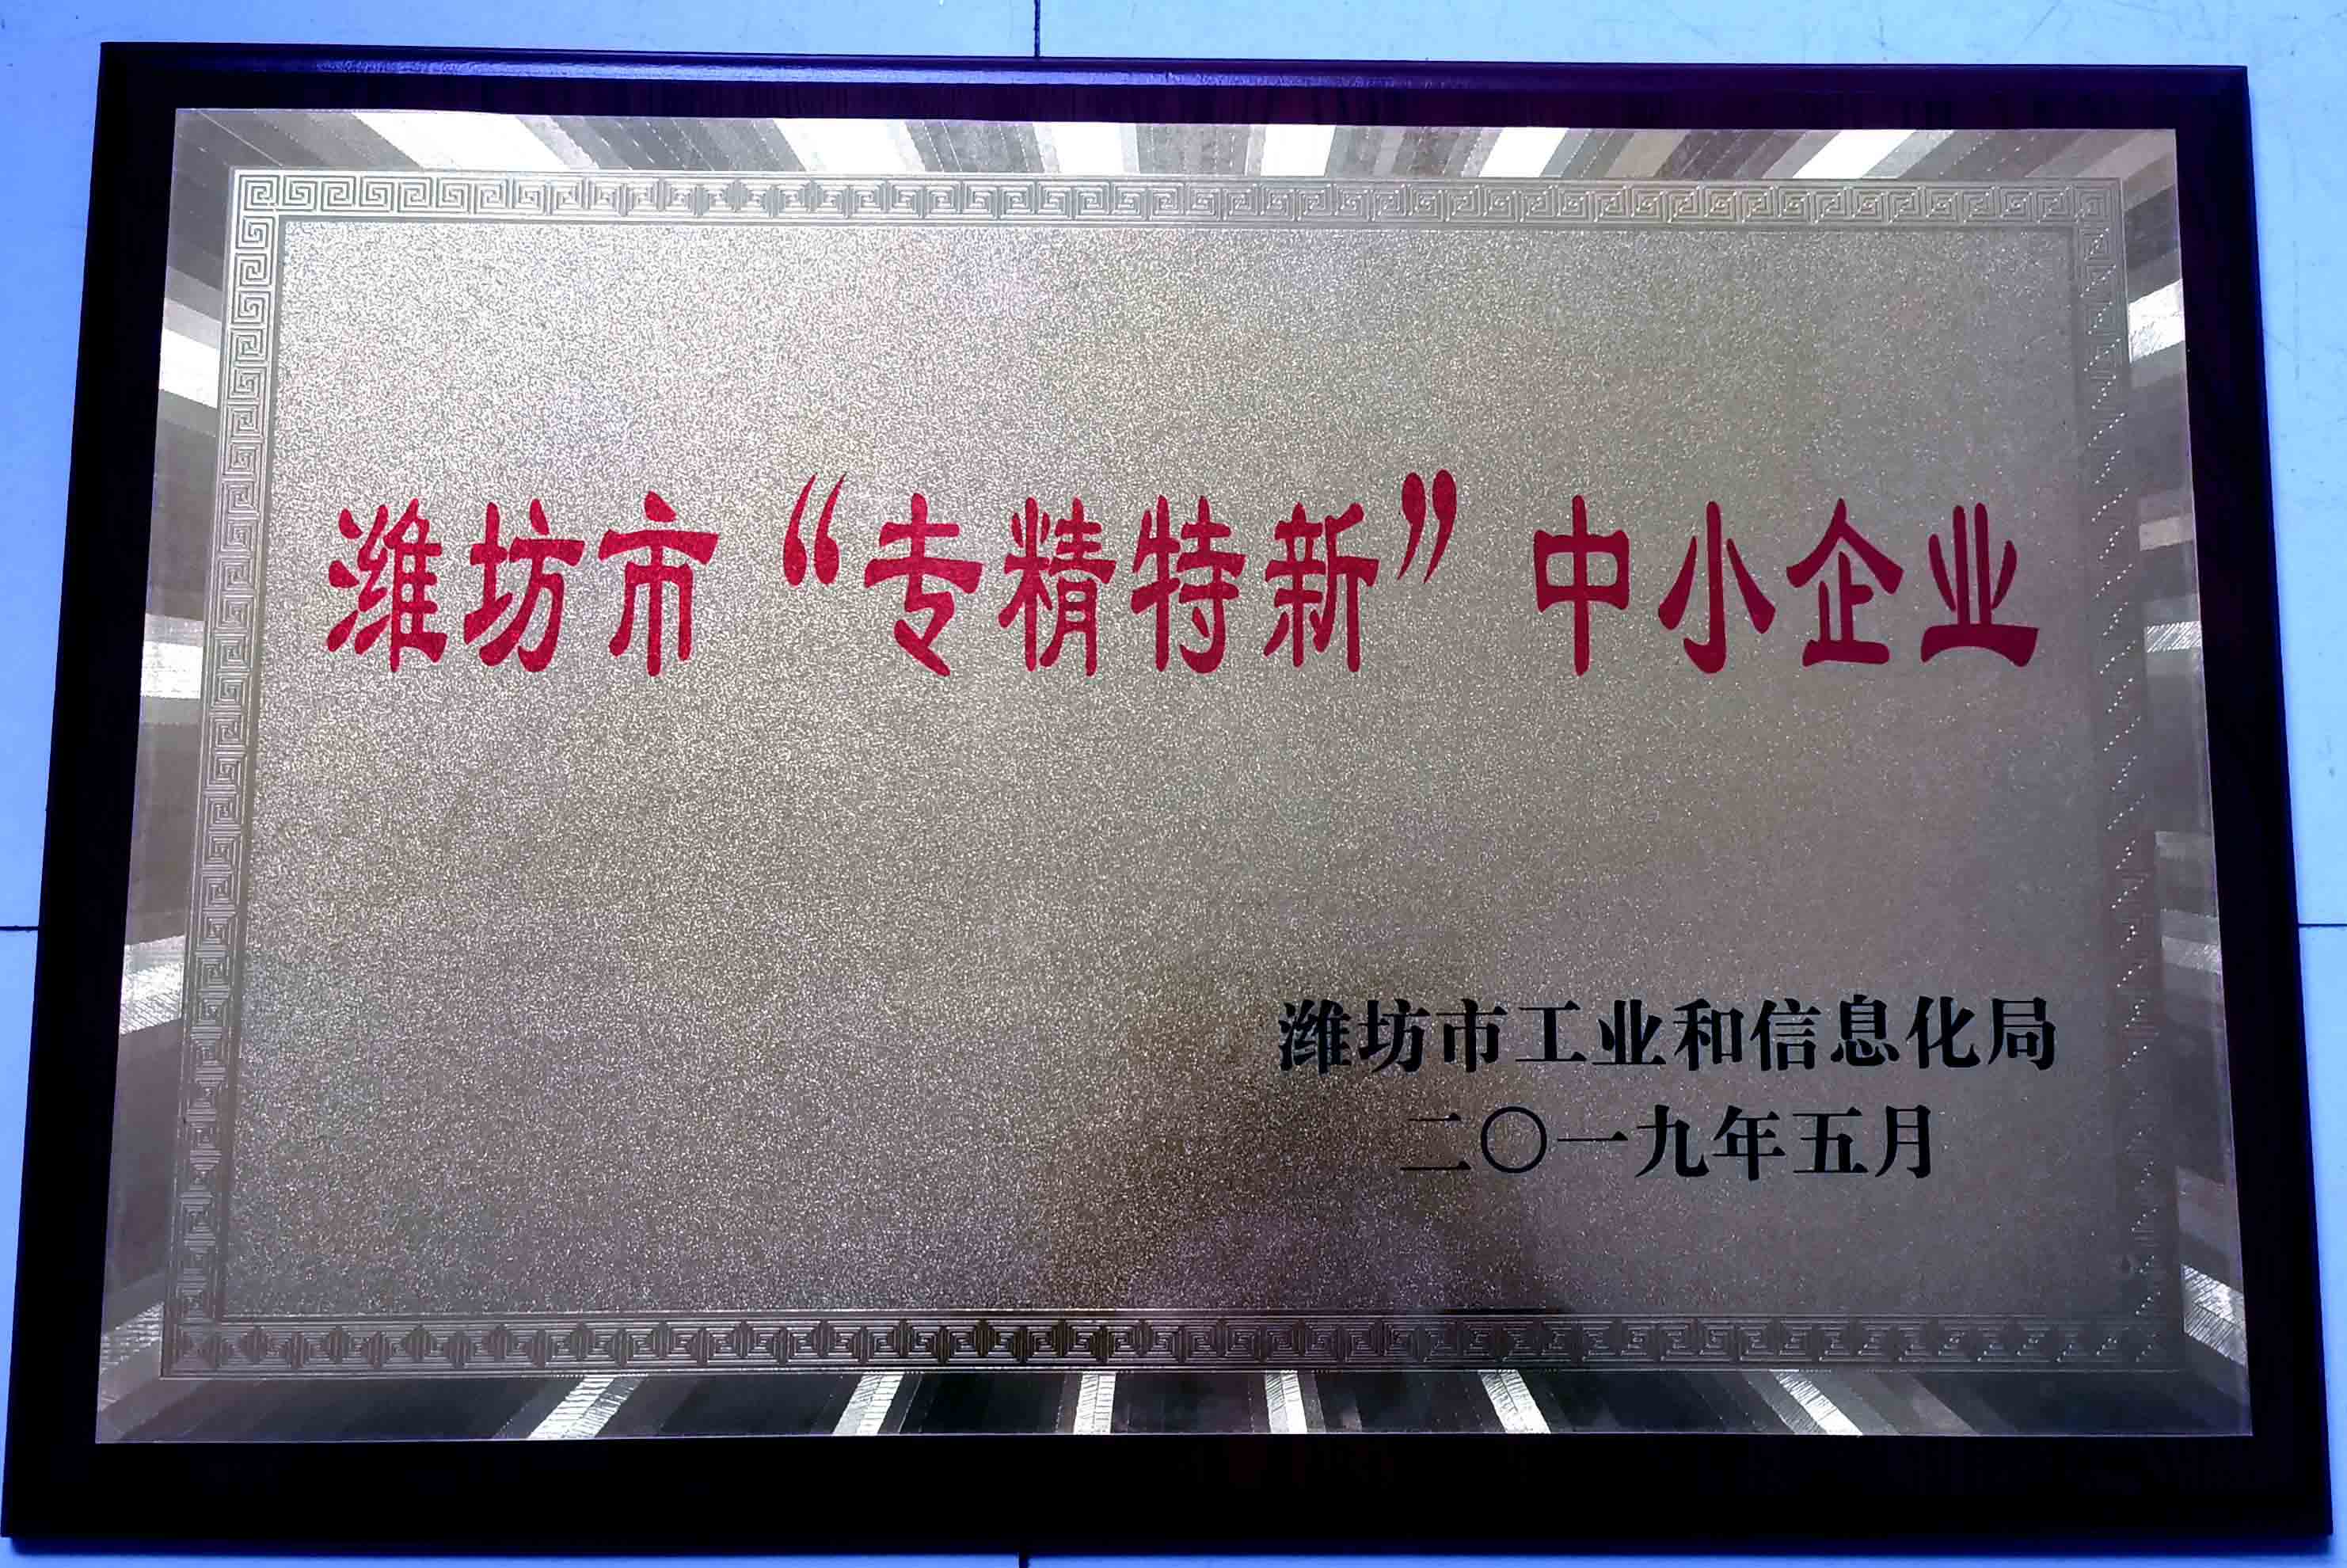 潍坊市“专精特新”中小企业
潍坊市工业和信息化局
二〇一九年五月